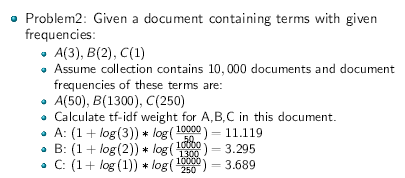 Problem2: Given a document containing terms with given
frequencies:
A(3), B(2), C(1)
Assume collection contains 10,000 documents and document
frequencies of these terms are:
A(50), B(1300), C(250)
Calculate tf-idf weight for A,B,C in this document.
A: (1 + log(3)) * log(10000/50) = 11.119
B: (1 + log(2)) * log(10000/1300) = 3.295
C: (1 + log(1)) * log(10000/250) = 3.689